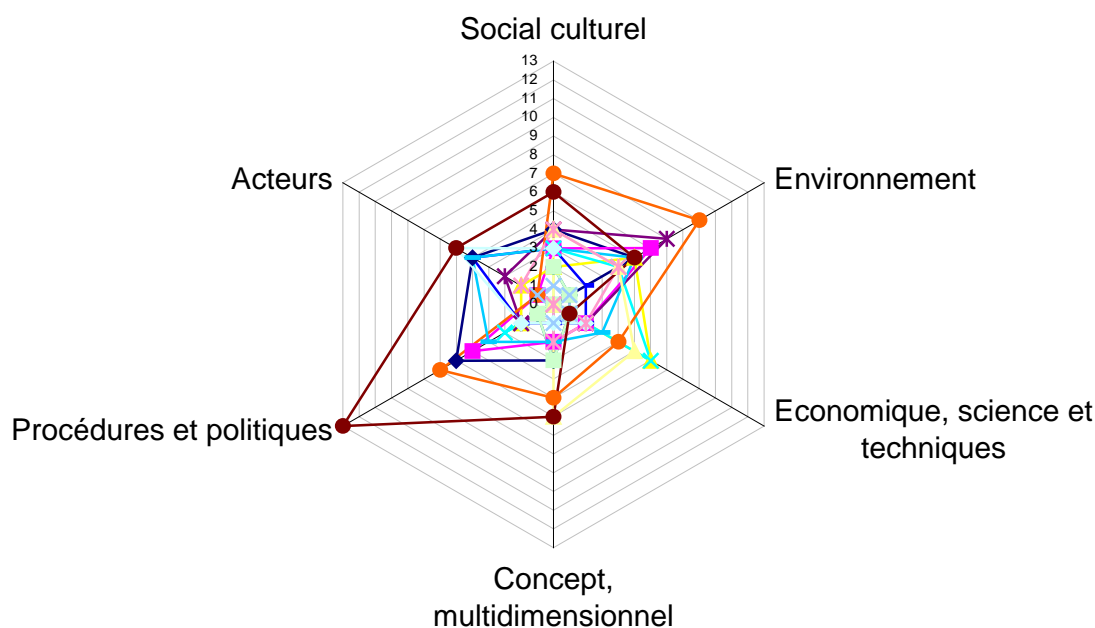 Social culturel
13
12
11
10
9
8
7
6
5
4
3
2
1
0
Acteurs
Environnement
Procédures et politiques
Economique, science et
techniques
Concept,
multidimensionnel